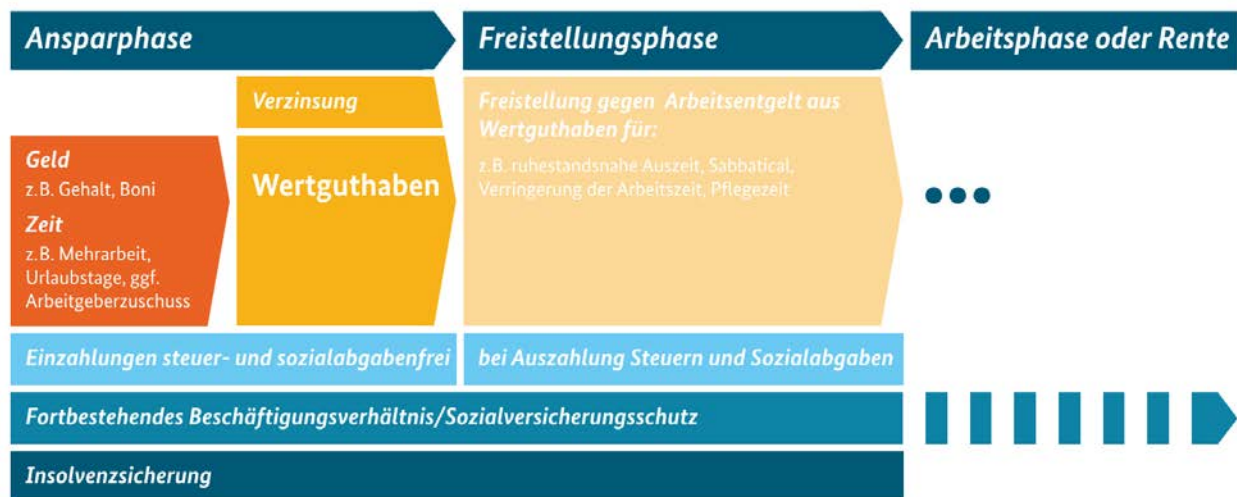 Ansparphase
Freistellungsphase
Arbeitsphase oder Rente
Geld
z.B. Gehalt, Boni
Zeit
z.B. Mehrarbeit,
Urlaubstage, ggf.
Arbeitgeberzuschuss
Verzinsung
Wertguthaben
Freistellung gegen Arbeitsentgelt aus
Wertguthaben für:
z.B. ruhestandsnahe Auszeit, Sabbatical,
Verringerung der Arbeitszeit, Pflegezeit
Einzahlungen steuer- und sozialabgabenfrei
bei Auszahlung Steuern und Sozialabgaben
Fortbestehendes Beschäftigungsverhältnis/Sozialversicherungsschutz
Insolvenzsicherung